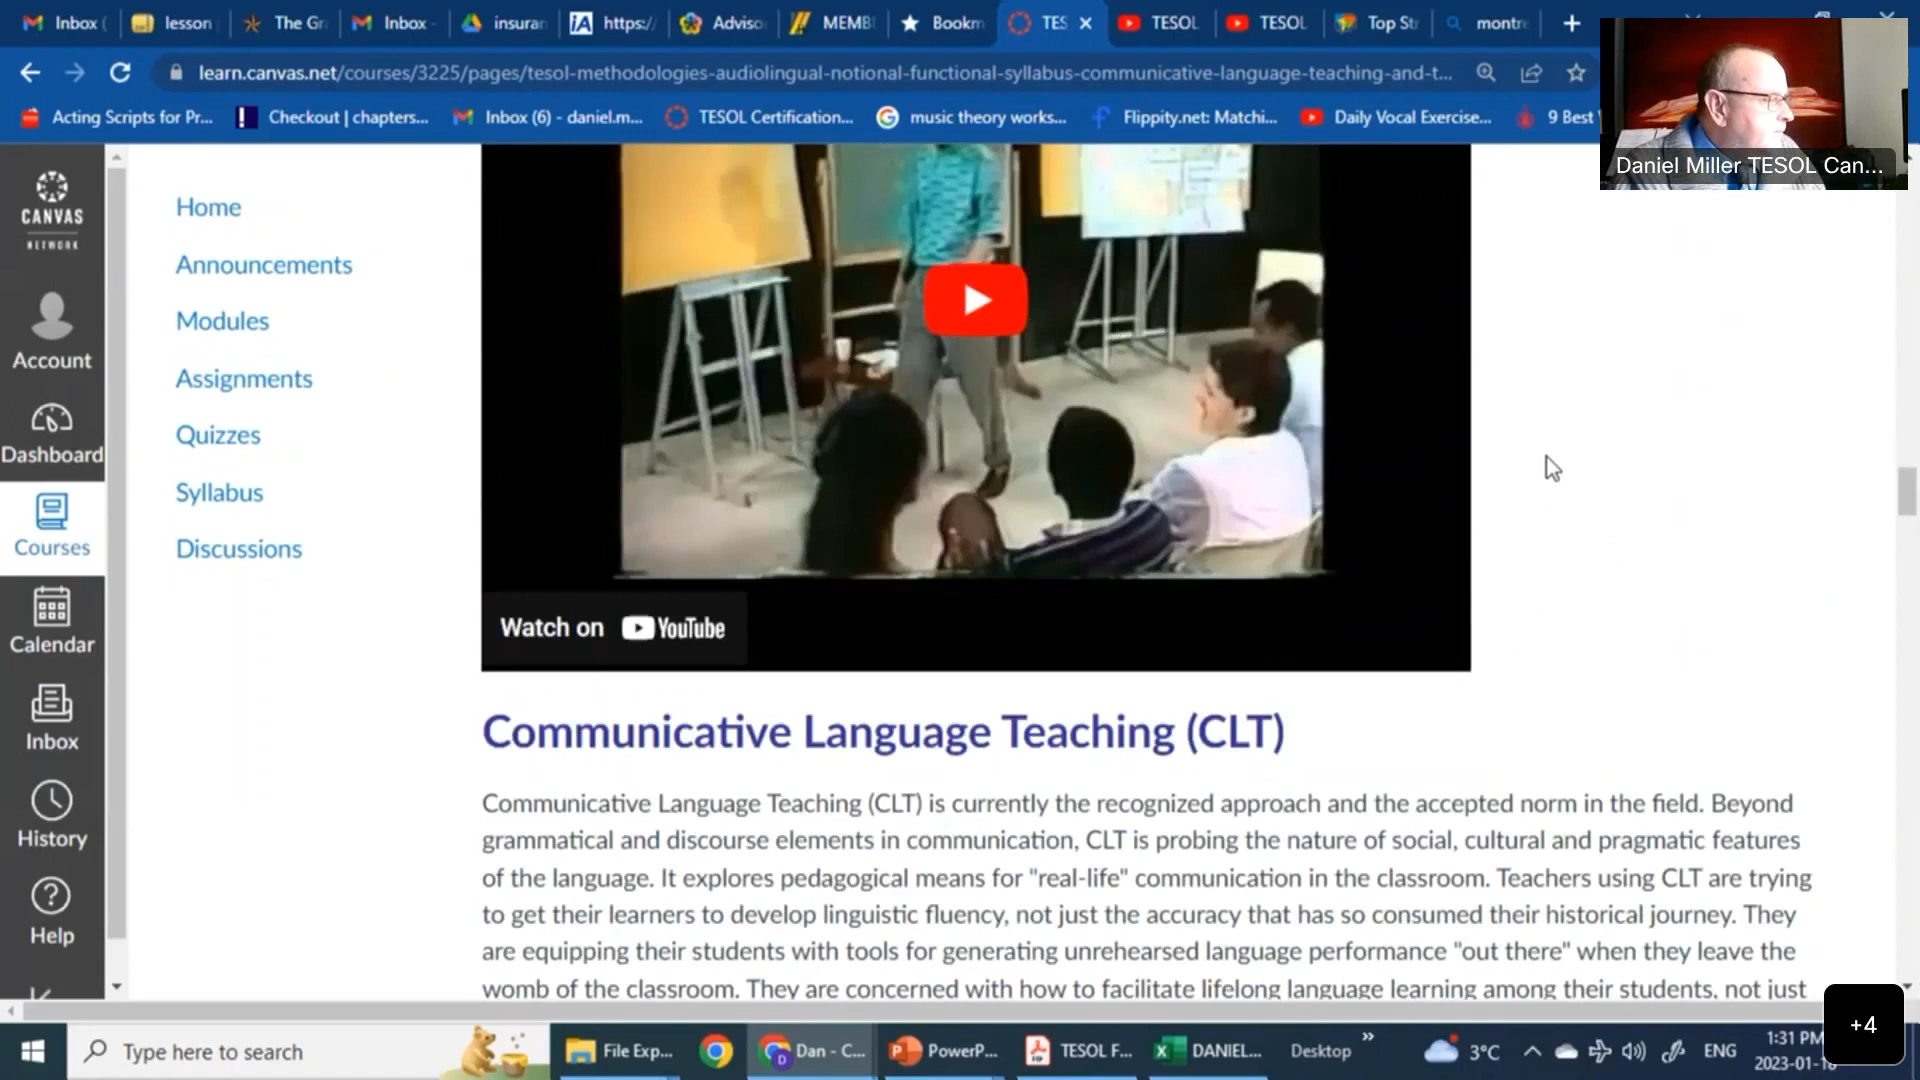 Inbox (
lesson
The Gr
Inbox -
insuran
https:/
Adviso
MEMB
Bookm
TES
TESOL
TESOL
Top St
montre
learn.canvas.net/courses/3225/pages/tesol-methodologies-audiolingual-notional-functional-syllabus-communicative-language-teaching-and-t...
Acting Scripts for Pr...
Checkout | chapters...
Inbox (6) - daniel.m...
TESOL Certification...
music theory works...
Flippity.net: Matchi...
Daily Vocal Exercise...
9 Best
Daniel Miller TESOL Can...
CANVAS
NETWORK
Account
Dashboard
Courses
Calendar
Inbox
History
Help
Home
Announcements
Modules
Assignments
Quizzes
Syllabus
Discussions
Watch on YouTube
Communicative Language Teaching (CLT)
Communicative Language Teaching (CLT) is currently the recognized approach and the accepted norm in the field. Beyond
grammatical and discourse elements in communication, CLT is probing the nature of social, cultural and pragmatic features
of the language. It explores pedagogical means for "real-life" communication in the classroom. Teachers using CLT are trying
to get their learners to develop linguistic fluency, not just the accuracy that has so consumed their historical journey. They
are equipping their students with tools for generating unrehearsed language performance "out there" when they leave the
womb of the classroom. They are concerned with how to facilitate lifelong language learning among their students, not just
+4
Type here to search
File Exp...
Dan - C...
PowerP...
TESOL F...
DANIEL...
Desktop
3°C
ENG
1:31 PM
2023-01-1